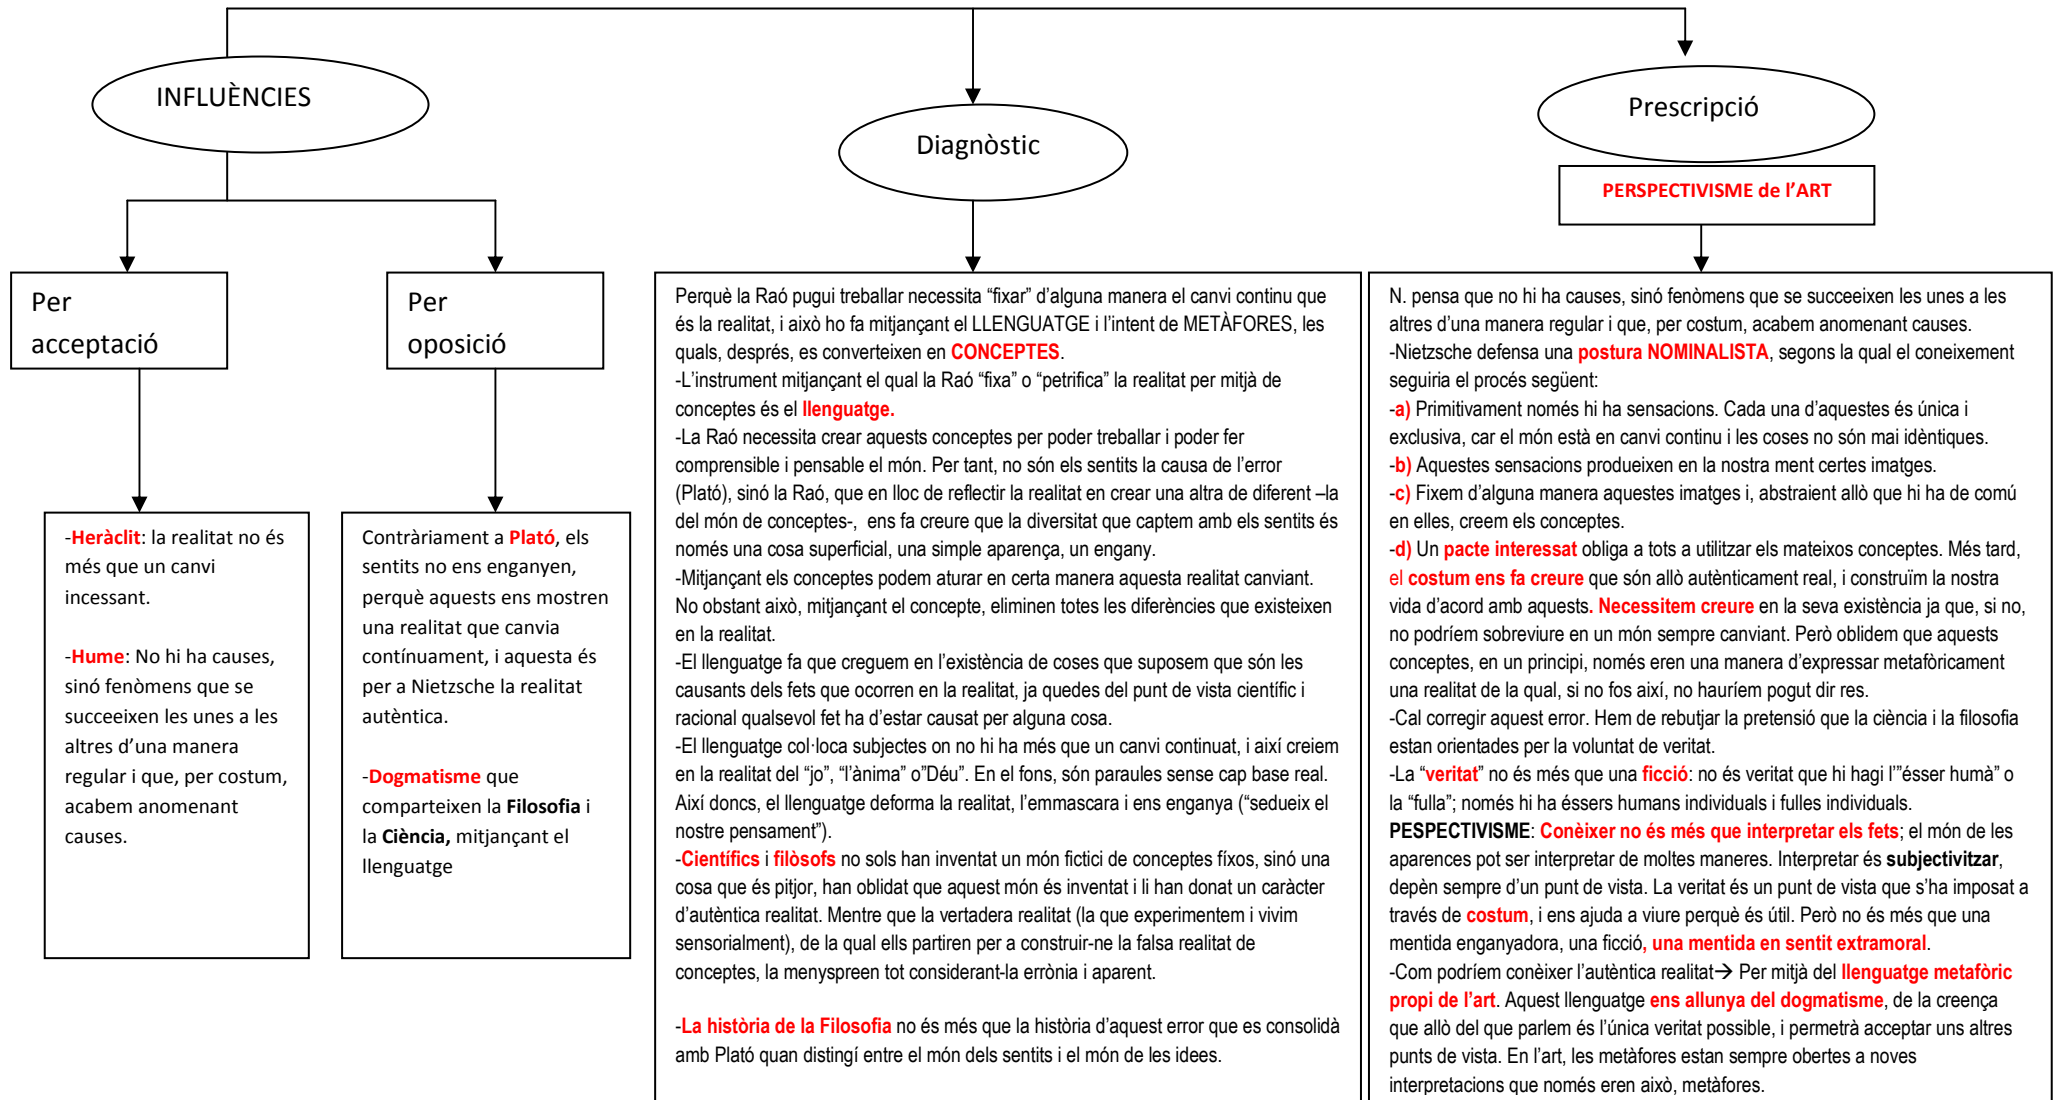 INFLUÈNCIES
Diagnòstic
Prescripció
PERSPECTIVISME de l’ART
Per
acceptació
Per
oposició
-Heràclit: la realitat no és
més que un canvi
incessant.
-Hume: No hi ha causes,
sinó fenòmens que se
succeeixen les unes a les
altres d’una manera
regular i que, per costum,
acabem anomenant
causes.
Contràriament a Plató, els
sentits no ens enganyen,
perquè aquests ens mostren
una realitat que canvia
contínuament, i aquesta és
per a Nietzsche la realitat
autèntica.
-Dogmatisme que
comparteixen la Filosofia i
la Ciència, mitjançant el
llenguatge
Perquè la Raó pugui treballar necessita “fixar” d’alguna manera el canvi continu que
és la realitat, i això ho fa mitjançant el LLENGUATGE i l’intent de METÀFORES, les
quals, després, es converteixen en CONCEPTES.
-L’instrument mitjançant el qual la Raó “fixa” o “petrifica” la realitat per mitjà de
conceptes és el llenguatge.
-La Raó necessita crear aquests conceptes per poder treballar i poder fer
comprensible i pensable el món. Per tant, no són els sentits la causa de l’error
(Plató), sinó la Raó, que en lloc de reflectir la realitat en crear una altra de diferent –la
del món de conceptes-, ens fa creure que la diversitat que captem amb els sentits és
només una cosa superficial, una simple aparença, un engany.
-Mitjançant els conceptes podem aturar en certa manera aquesta realitat canviant.
No obstant això, mitjançant el concepte, eliminen totes les diferències que existeixen
en la realitat.
-El llenguatge fa que creguem en l’existència de coses que suposem que són les
causants dels fets que ocorren en la realitat, ja quedes del punt de vista científic i
racional qualsevol fet ha d’estar causat per alguna cosa.
-El llenguatge col·loca subjectes on no hi ha més que un canvi continuat, i així creiem
en la realitat del “jo”, “l’ànima” o”Déu”. En el fons, són paraules sense cap base real.
Així doncs, el llenguatge deforma la realitat, l’emmascara i ens enganya (“sedueix el
nostre pensament”).
-Científics i filòsofs no sols han inventat un món fictici de conceptes fíxos, sinó una
cosa que és pitjor, han oblidat que aquest món és inventat i li han donat un caràcter
d’autèntica realitat. Mentre que la vertadera realitat (la que experimentem i vivim
sensorialment), de la qual ells partiren per a construir-ne la falsa realitat de
conceptes, la menyspreen tot considerant-la errònia i aparent.
-La història de la Filosofia no és més que la història d’aquest error que es consolidà
amb Plató quan distingí entre el món dels sentits i el món de les idees.
N. pensa que no hi ha causes, sinó fenòmens que se succeeixen les unes a les
altres d’una manera regular i que, per costum, acabem anomenant causes.
-Nietzsche defensa una postura NOMINALISTA, segons la qual el coneixement
seguiria el procés següent:
-a) Primitivament només hi ha sensacions. Cada una d’aquestes és única i
exclusiva, car el món està en canvi continu i les coses no són mai idèntiques.
-b) Aquestes sensacions produeixen en la nostra ment certes imatges.
-c) Fixem d’alguna manera aquestes imatges i, abstraient allò que hi ha de comú
en elles, creem els conceptes.
-d) Un pacte interessat obliga a tots a utilitzar els mateixos conceptes. Més tard,
el costum ens fa creure que són allò autènticament real, i construïm la nostra
vida d’acord amb aquests. Necessitem creure en la seva existència ja que, si no,
no podríem sobreviure en un món sempre canviant. Però oblidem que aquests
conceptes, en un principi, només eren una manera d’expressar metafòricament
una realitat de la qual, si no fos així, no hauríem pogut dir res.
-Cal corregir aquest error. Hem de rebutjar la pretensió que la ciència i la filosofia
estan orientades per la voluntat de veritat.
-La “veritat” no és més que una ficció: no és veritat que hi hagi l’”ésser humà” o
la “fulla”; només hi ha éssers humans individuals i fulles individuals.
PESPECTIVISME: Conèixer no és més que interpretar els fets; el món de les
aparences pot ser interpretar de moltes maneres. Interpretar és subjectivitzar,
depèn sempre d’un punt de vista. La veritat és un punt de vista que s’ha imposat a
través de costum, i ens ajuda a viure perquè és útil. Però no és més que una
mentida enganyadora, una ficció, una mentida en sentit extramoral.
-Com podríem conèixer l’autèntica realitat→ Per mitjà del llenguatge metafòric
propi de l’art. Aquest llenguatge ens allunya del dogmatisme, de la creença
que allò del que parlem és l’única veritat possible, i permetrà acceptar uns altres
punts de vista. En l’art, les metàfores estan sempre obertes a noves
interpretacions que només eren això, metàfores.